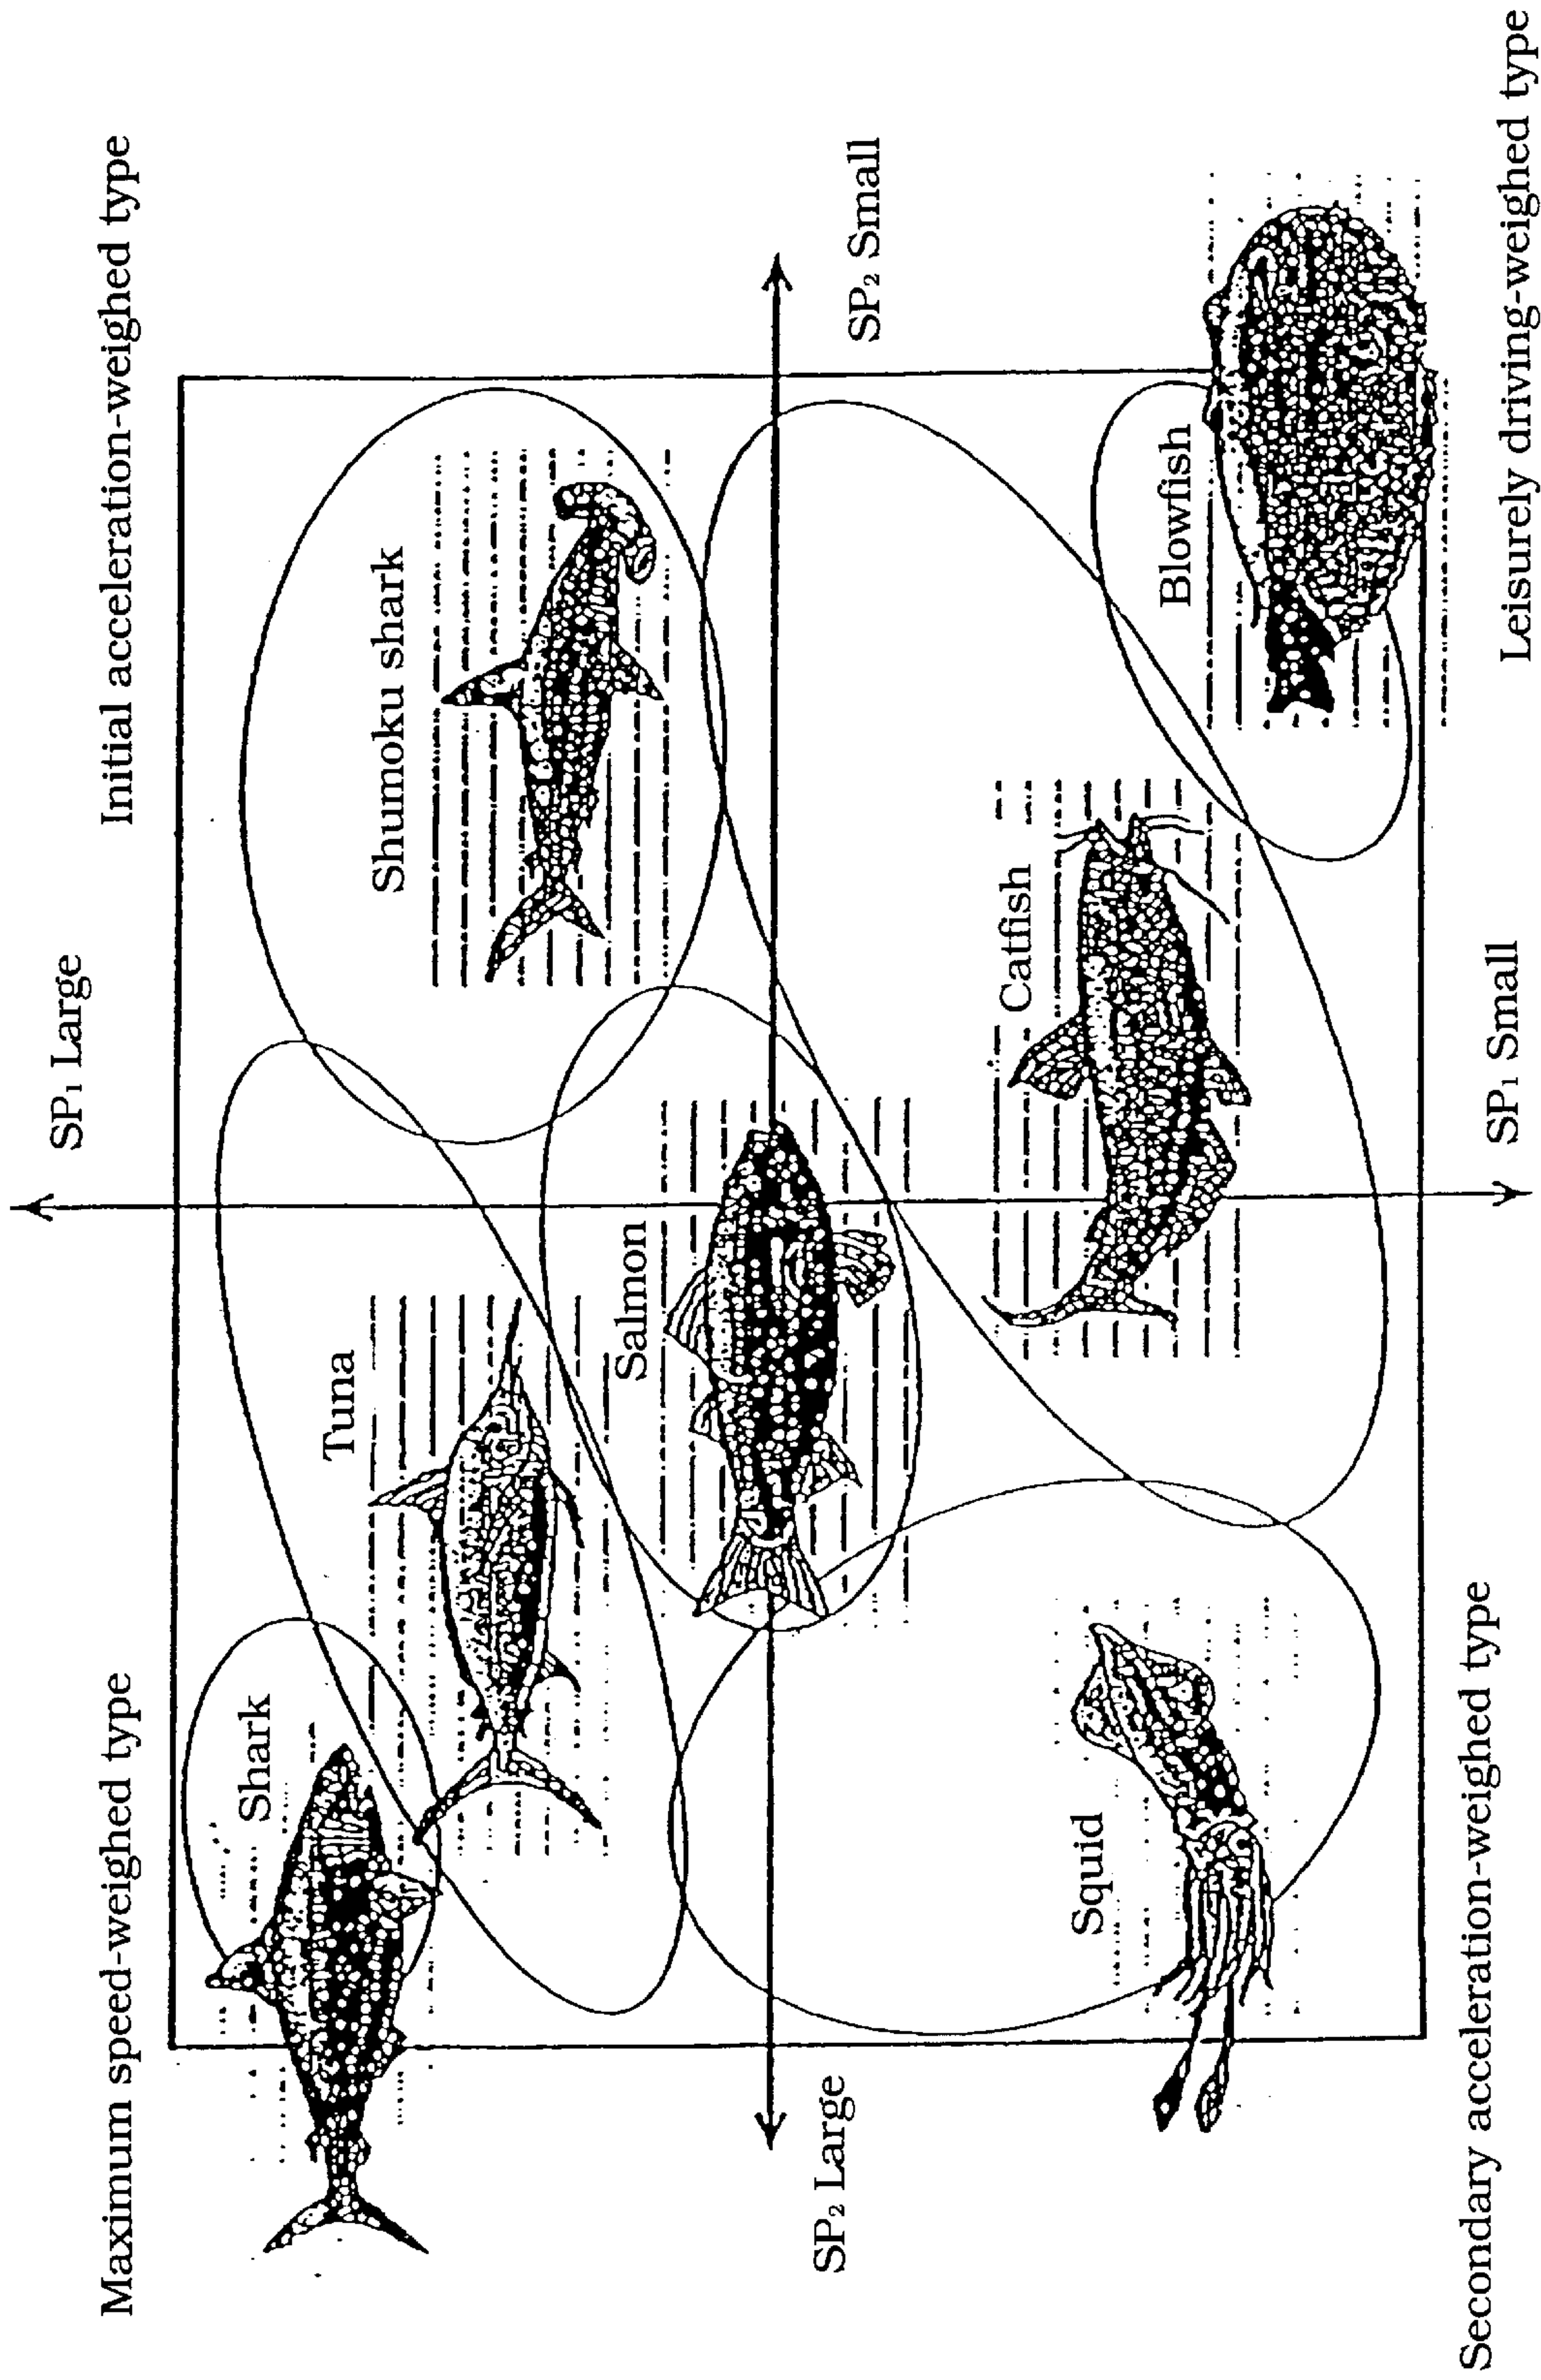 SP₁ Large
Maximum speed-weighed type
Initial acceleration-weighed type
Shark
Tuna
Shumoku shark
Salmon
SP₂ Large
SP₂ Small
Catfish
Squid
Blowfish
Secondary acceleration-weighed type
SP₁ Small
Leisurely driving-weighed type